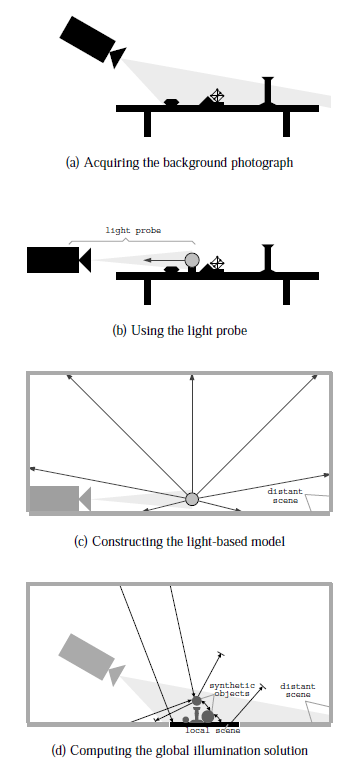 (a) Acquiring the background photograph
light probe
(b) Using the light probe
distant
scene
(c) Constructing the light-based model
synthetic
objects
distant
scene
local scene
(d) Computing the global illumination solution